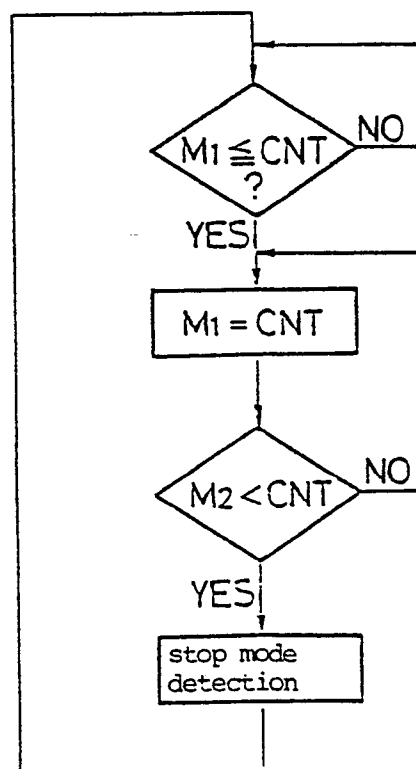 M1 ≦ CNT
?
NO
YES
M1 = CNT
M2 < CNT
NO
YES
stop mode
detection